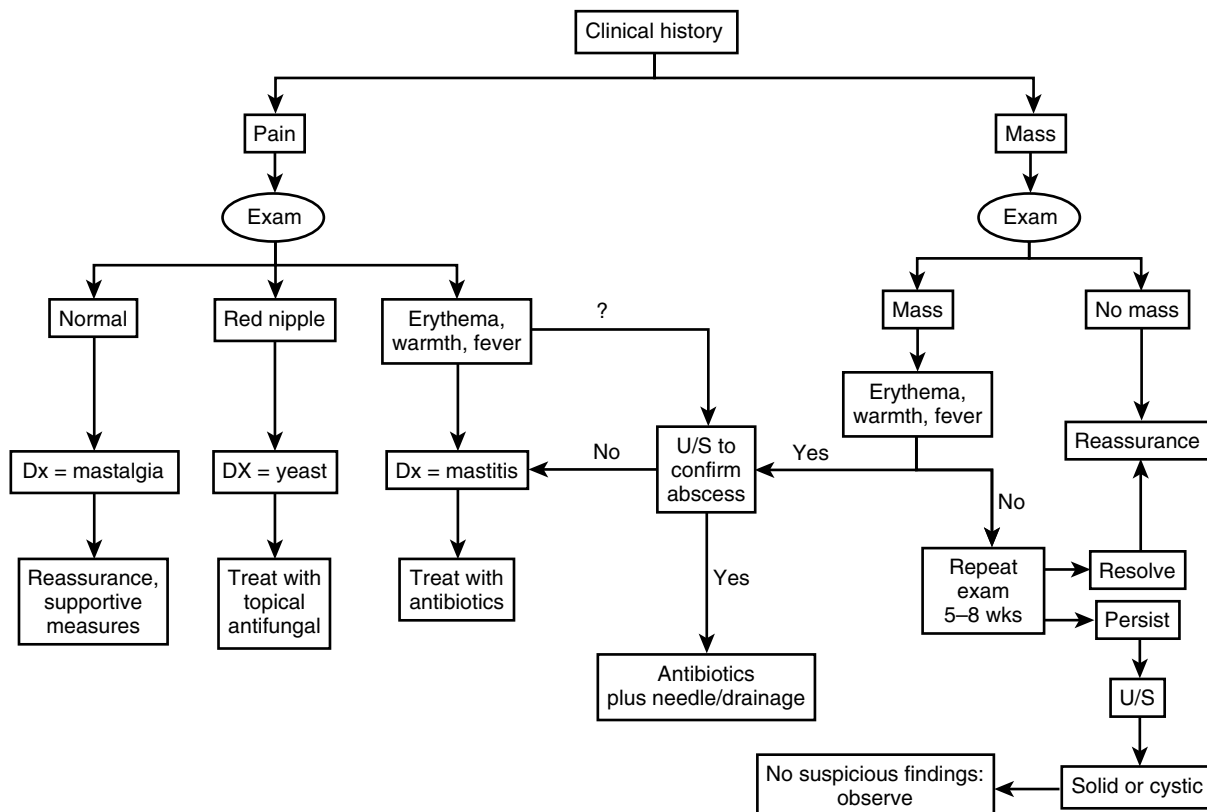 Clinical history
Pain
Mass
Exam
Exam
Normal
Red nipple
Erythema,
warmth, fever
?
Mass
No mass
Erythema,
warmth, fever
Reassurance
Dx = mastalgia
DX = yeast
Dx = mastitis
No
U/S to
confirm
abscess
Yes
No
Reassurance,
supportive
measures
Treat with
topical
antifungal
Treat with
antibiotics
Yes
Repeat
exam
5–8 wks
Resolve
Persist
Antibiotics
plus needle/drainage
U/S
No suspicious findings:
observe
Solid or cystic